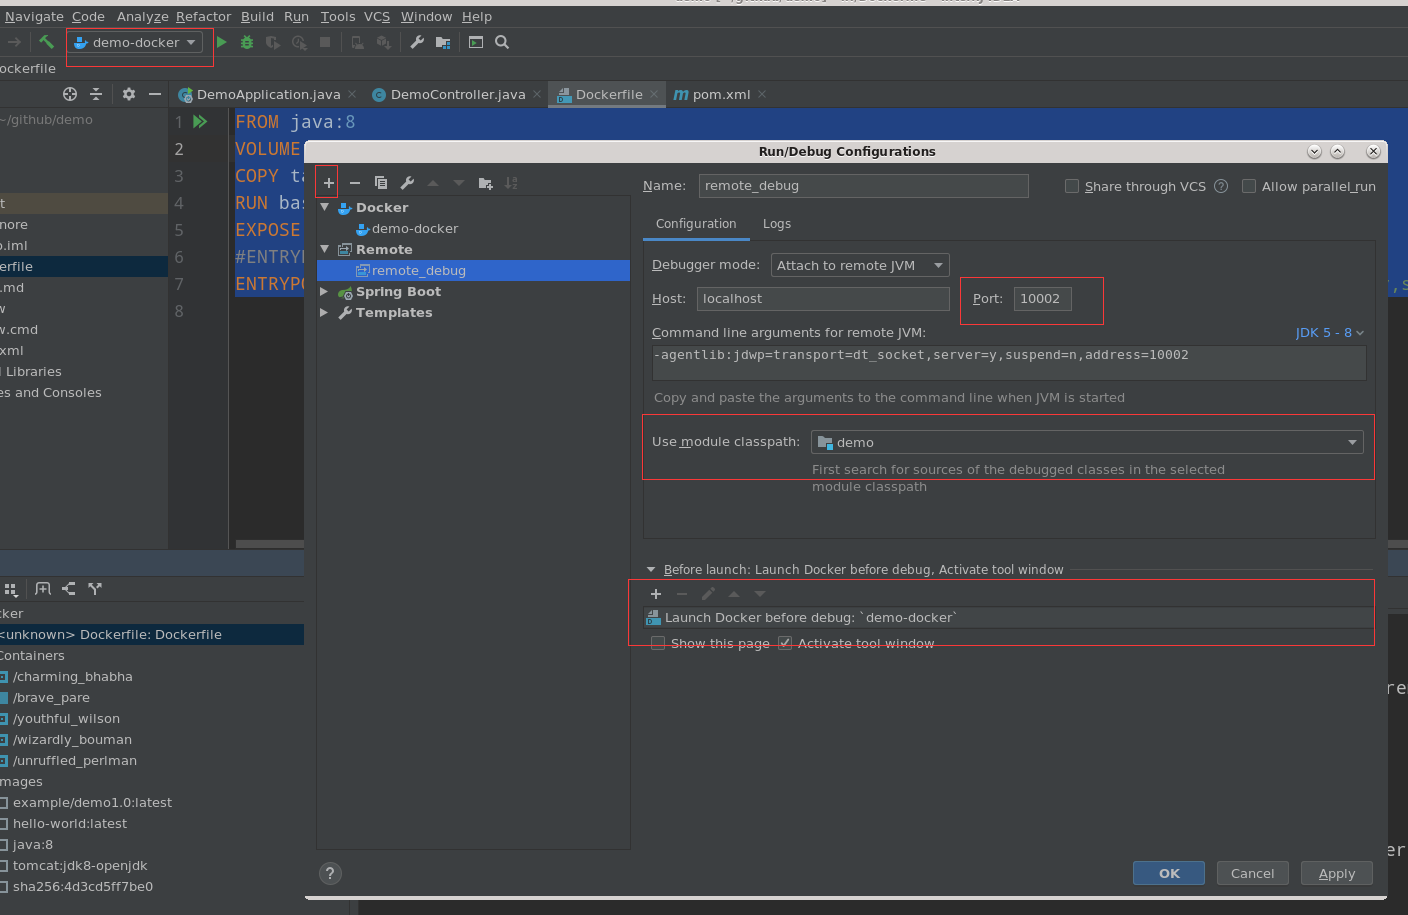 Navigate Code Analyze Refactor Build Run Tools VCS Window Help
demo-docker
ockerfile
DemoApplication.java DemoController.java Dockerfile pom.xml
~/github/demo
1 FROM java:8
2 VOLUME
3 COPY ta
4 RUN bas
5 EXPOSE
6 #ENTRY
7 ENTRYPO
8
t
nore
o.iml
erfile
.md
w
w.cmd
xml
l Libraries
es and Consoles
Run/Debug Configurations
Docker
demo-docker
Remote
remote_debug
Spring Boot
Templates
Name: remote_debug
Share through VCS ? Allow parallel run
Configuration Logs
Debugger mode: Attach to remote JVM
Host: localhost Port: 10002
Command line arguments for remote JVM: JDK 5 - 8
-agentlib:jdwp=transport=dt_socket,server=y,suspend=n,address=10002
Copy and paste the arguments to the command line when JVM is started
Use module classpath: demo
First search for sources of the debugged classes in the selected
module classpath
Before launch: Launch Docker before debug, Activate tool window
Launch Docker before debug: `demo-docker`
Show this page Activate tool window
? OK Cancel Apply
cker
<unknown> Dockerfile: Dockerfile
Containers
/charming_bhabha
/brave_pare
/youthful_wilson
/wizardly_bouman
/unruffled_perlman
mages
example/demo1.0:latest
hello-world:latest
java:8
tomcat:jdk8-openjdk
sha256:4d3cd5ff7be0
re
er